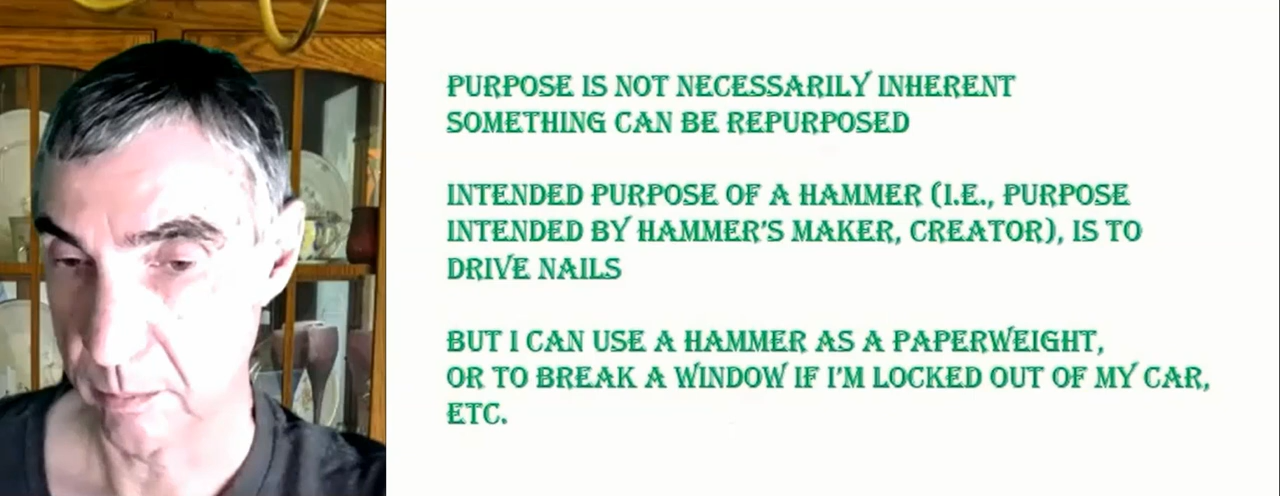 PURPOSE IS NOT NECESSARILY INHERENT
SOMETHING CAN BE REPURPOSED
INTENDED PURPOSE OF A HAMMER (I.E., PURPOSE
INTENDED BY HAMMER'S MAKER, CREATOR), IS TO
DRIVE NAILS
BUT I CAN USE A HAMMER AS A PAPERWEIGHT,
OR TO BREAK A WINDOW IF I'M LOCKED OUT OF MY CAR,
ETC.